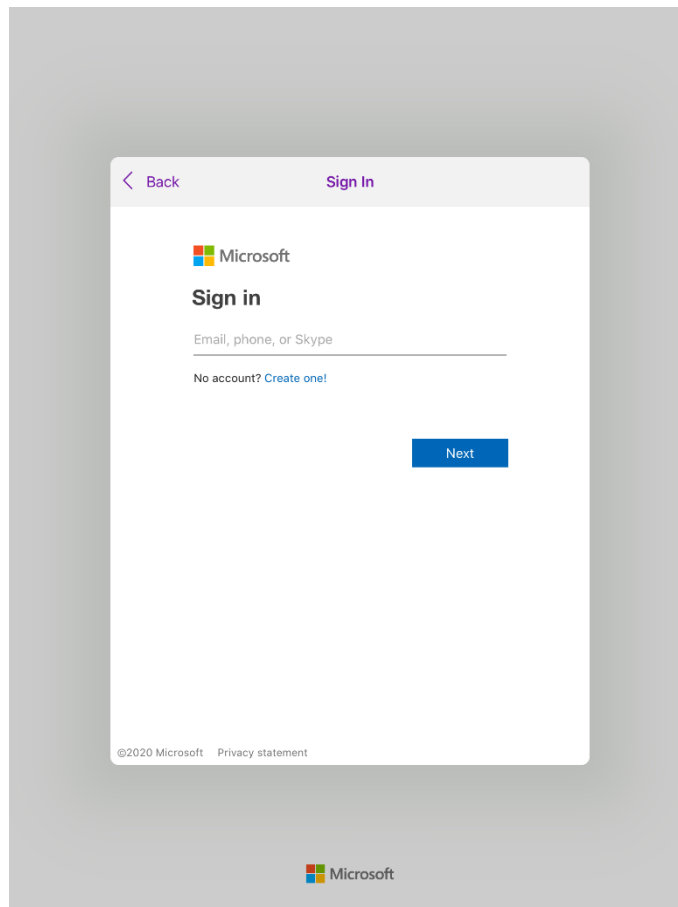 Back Sign In
Microsoft
Sign in
Email, phone, or Skype
No account? Create one!
Next
©2020 Microsoft Privacy statement
Microsoft